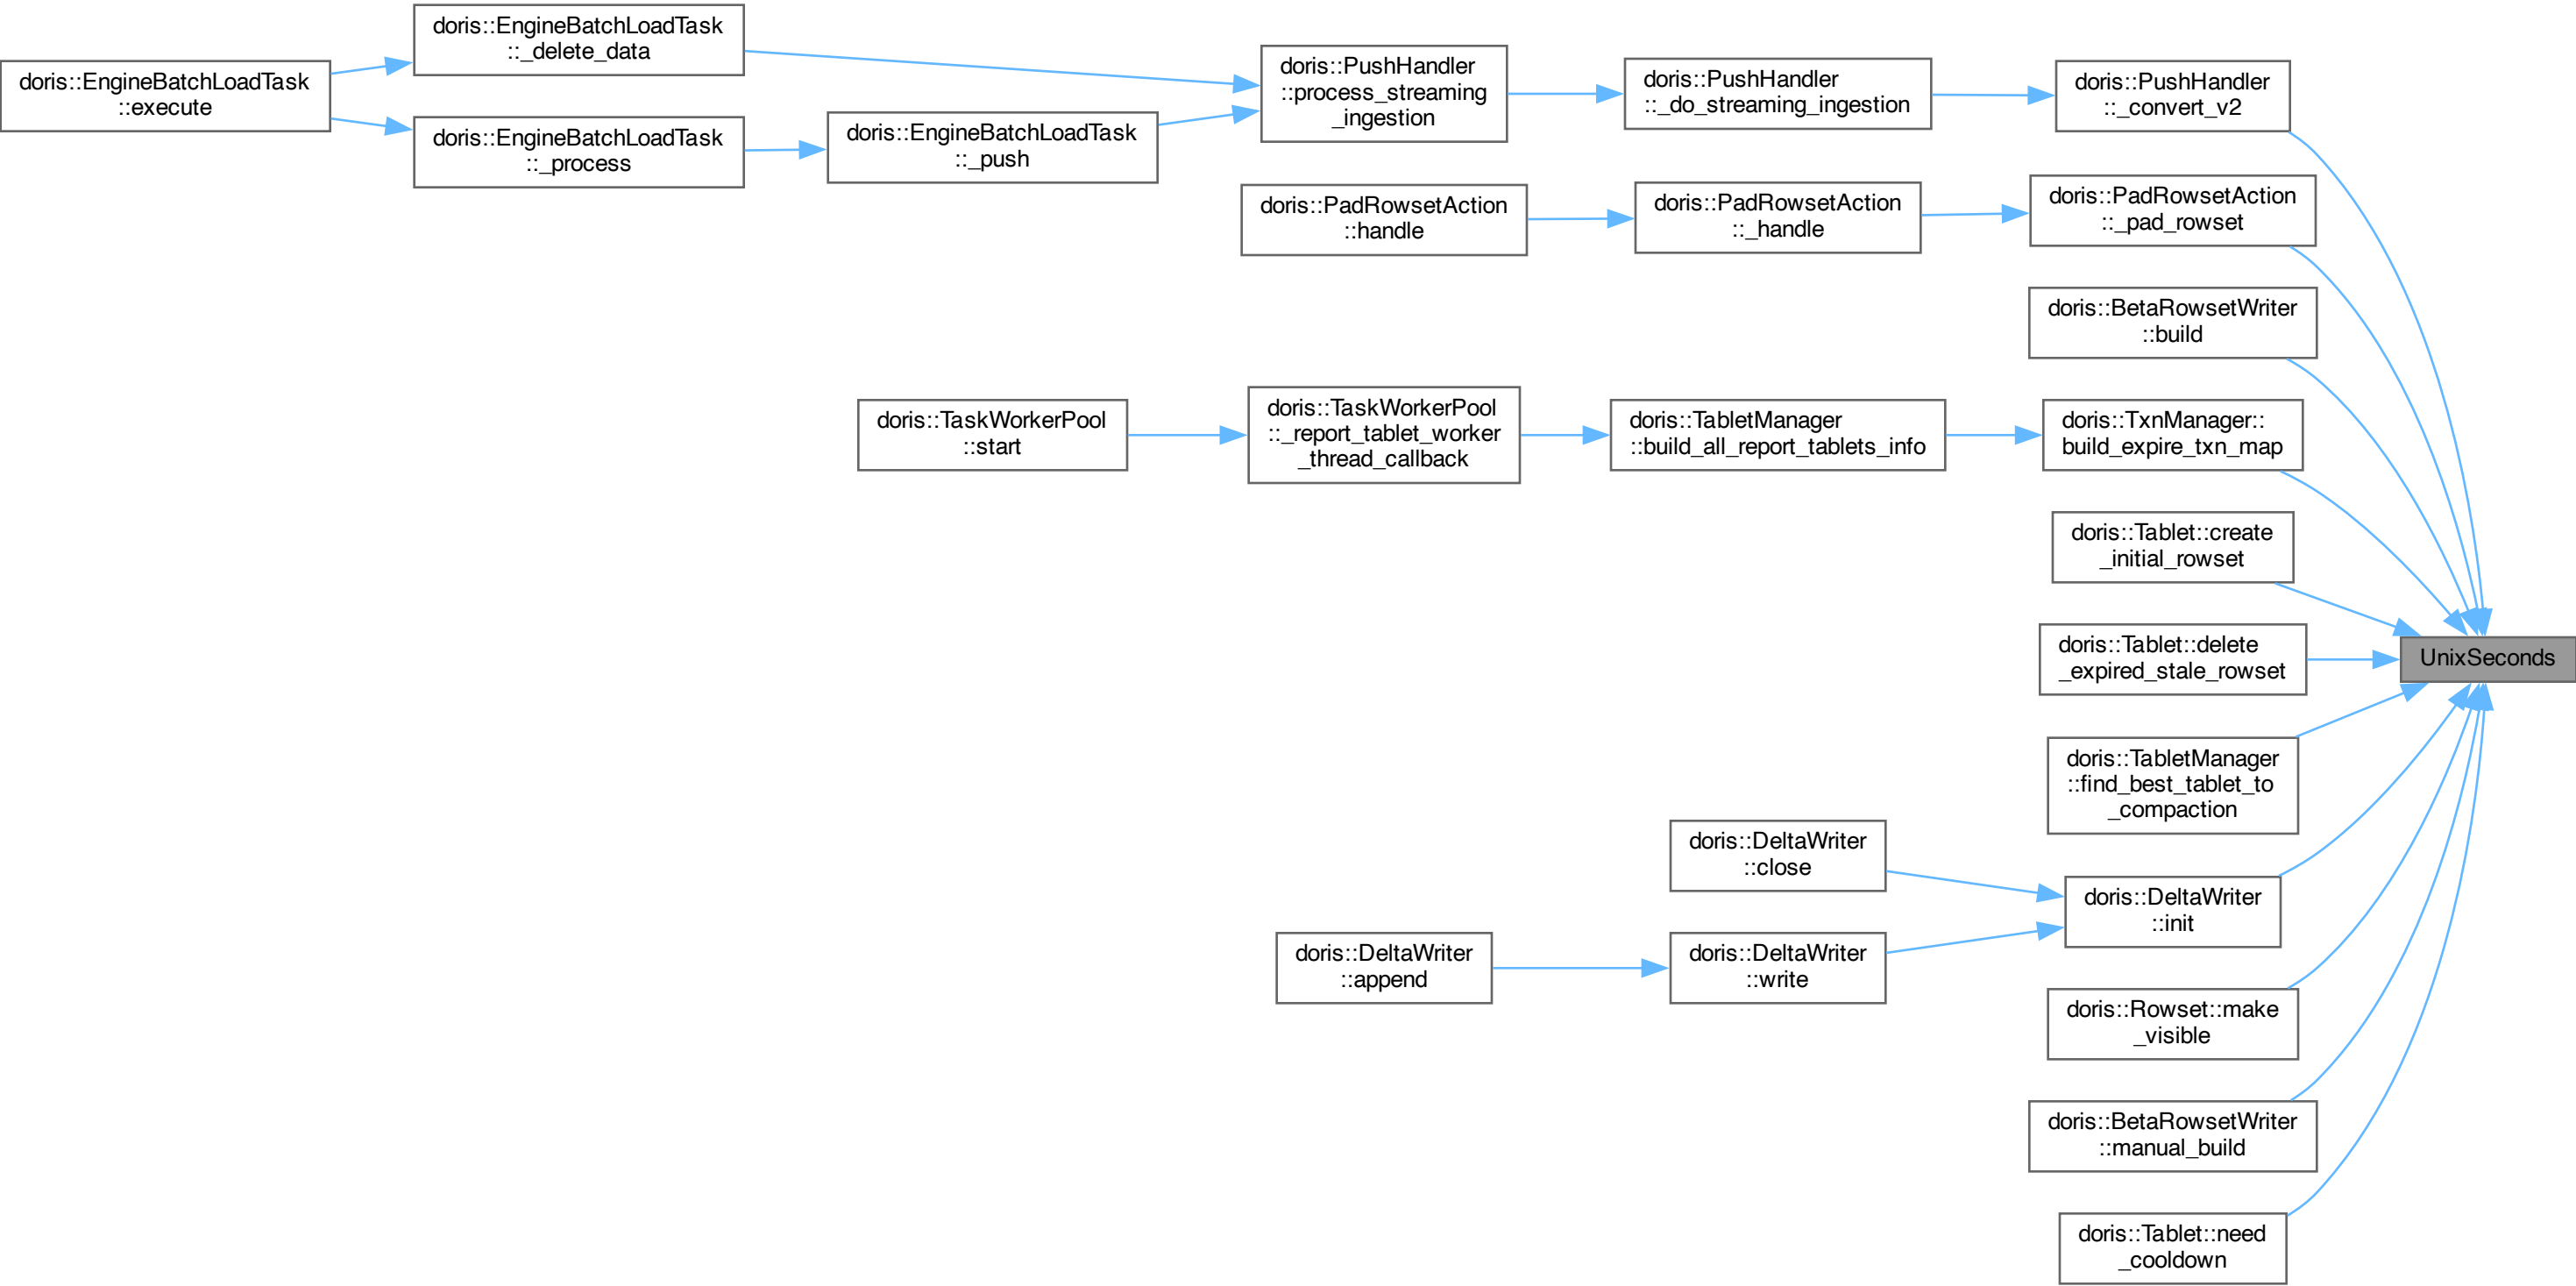 doris::EngineBatchLoadTask
::execute
doris::EngineBatchLoadTask
::_delete_data
doris::EngineBatchLoadTask
::_process
doris::EngineBatchLoadTask
::_push
doris::PushHandler
::process_streaming
_ingestion
doris::PushHandler
::_do_streaming_ingestion
doris::PushHandler
::_convert_v2
doris::PadRowsetAction
::handle
doris::PadRowsetAction
::_handle
doris::PadRowsetAction
::_pad_rowset
doris::BetaRowsetWriter
::build
doris::TaskWorkerPool
::start
doris::TaskWorkerPool
::_report_tablet_worker
_thread_callback
doris::TabletManager
::build_all_report_tablets_info
doris::TxnManager::
build_expire_txn_map
doris::Tablet::create
_initial_rowset
doris::Tablet::delete
_expired_stale_rowset
UnixSeconds
doris::TabletManager
::find_best_tablet_to
_compaction
doris::DeltaWriter
::close
doris::DeltaWriter
::init
doris::DeltaWriter
::append
doris::DeltaWriter
::write
doris::Rowset::make
_visible
doris::BetaRowsetWriter
::manual_build
doris::Tablet::need
_cooldown